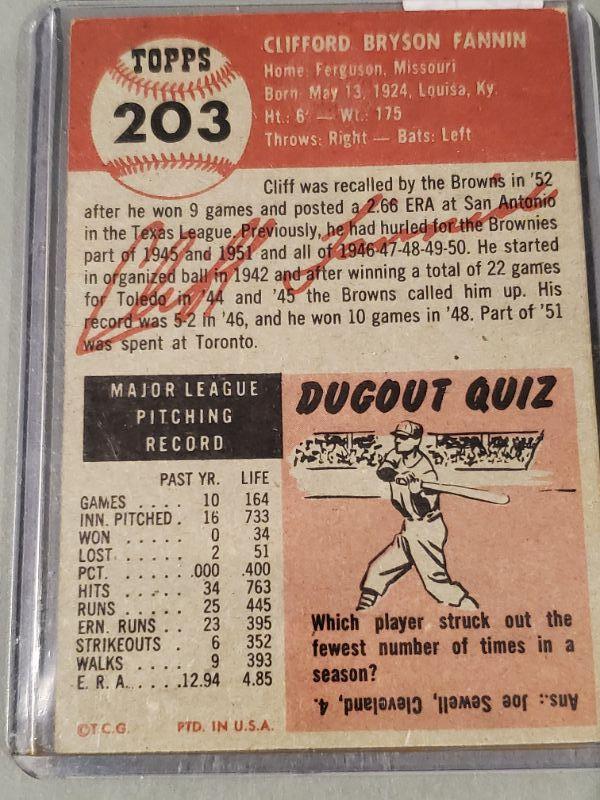 TOPPS
203
CLIFFORD BRYSON FANNIN
Home: Ferguson, Missouri
Born: May 13, 1924, Louisa, Ky.
Ht.: 6' — Wt.: 175
Throws: Right — Bats: Left
Cliff was recalled by the Browns in '52
after he won 9 games and posted a 2.66 ERA at San Antonio
in the Texas League. Previously, he had hurled for the Brownies
part of 1945 and 1951 and all of 1946-47-48-49-50. He started
in organized ball in 1942 and after winning a total of 22 games
for Toledo in '44 and '45 the Browns called him up. His
record was 5-2 in '46, and he won 10 games in '48. Part of '51
was spent at Toronto.
Cliff Fannin
MAJOR LEAGUE
PITCHING
RECORD
PAST YR. LIFE
GAMES . . . . 10 164
INN. PITCHED . 16 733
WON . . . . . 0 34
LOST . . . . . 2 51
PCT. . . . . . .000 .400
HITS . . . . . 34 763
RUNS . . . . . 25 445
ERN. RUNS . . 23 395
STRIKEOUTS . 6 352
WALKS . . . . 9 393
E. R. A. . . . .12.94 4.85
©T.C.G. PTD. IN U.S.A.
DUGOUT QUIZ
Which player struck out the
fewest number of times in a
season?
Ans.: Joe Sewell, Cleveland, 4.